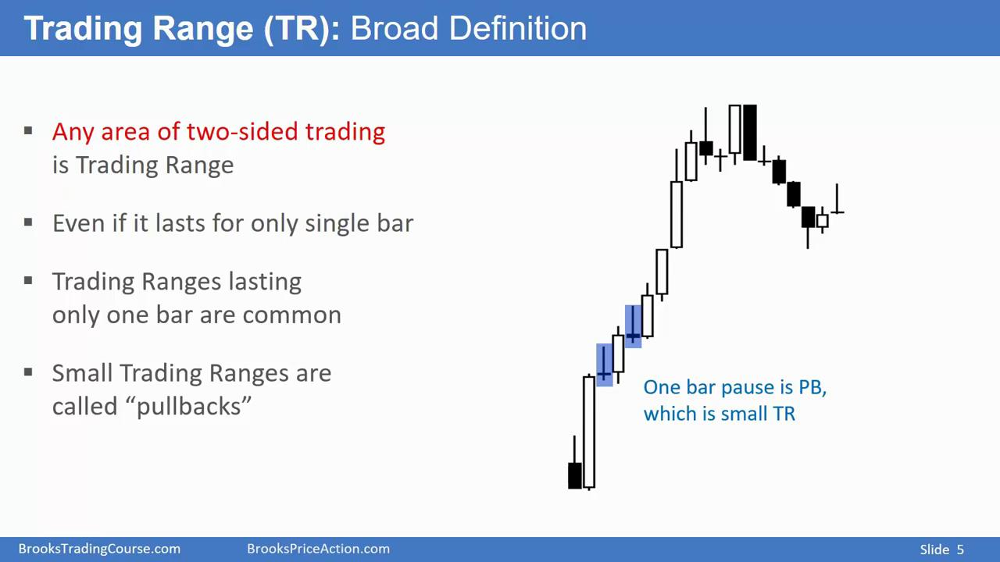 Trading Range (TR): Broad Definition
▪ Any area of two-sided trading
is Trading Range
▪ Even if it lasts for only single bar
▪ Trading Ranges lasting
only one bar are common
▪ Small Trading Ranges are
called “pullbacks”
One bar pause is PB,
which is small TR
BrooksTradingCourse.com
BrooksPriceAction.com
Slide 5